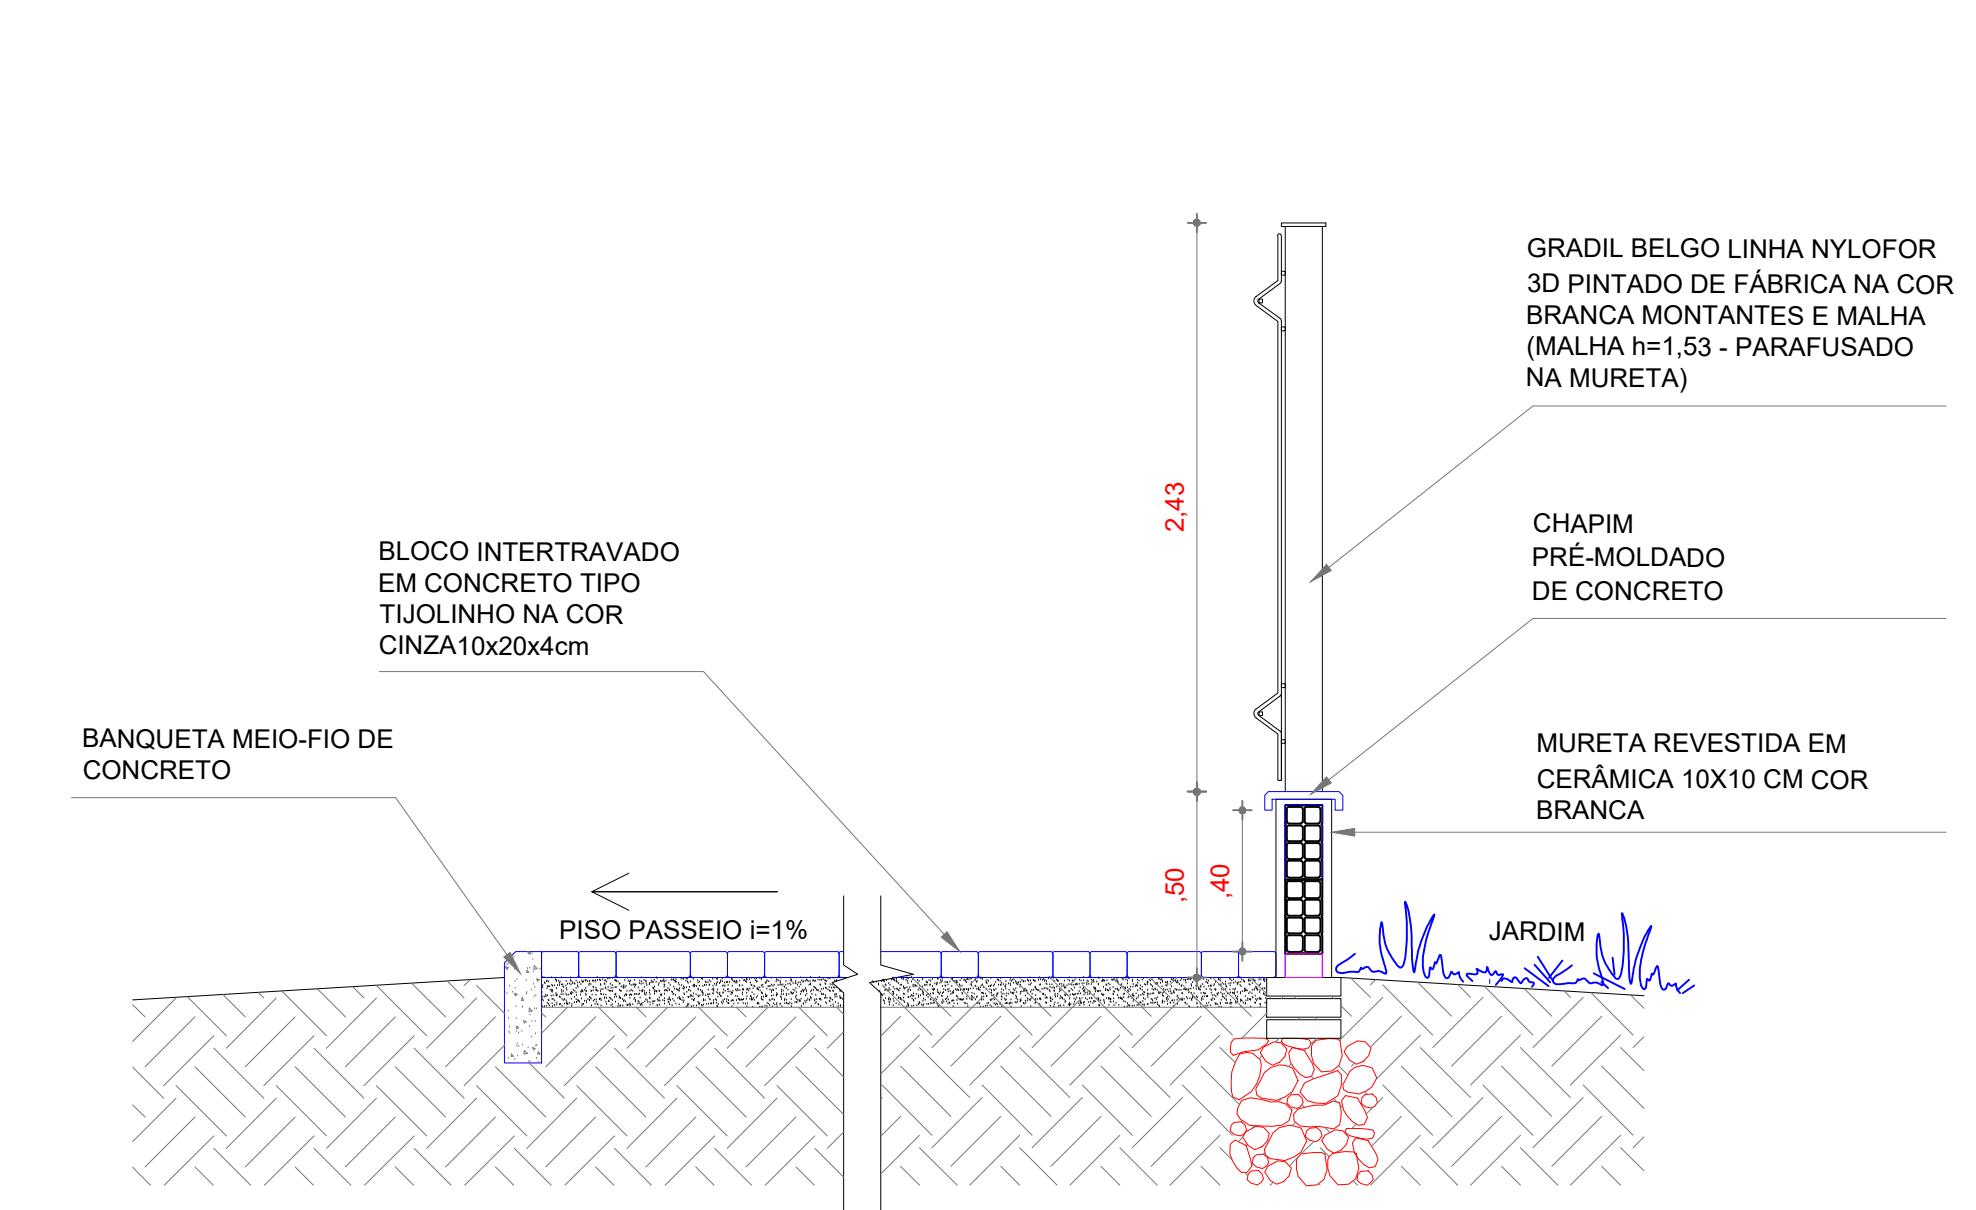 GRADIL BELGO LINHA NYLOFOR
3D PINTADO DE FÁBRICA NA COR
BRANCA MONTANTES E MALHA
(MALHA h=1,53 - PARAFUSADO
NA MURETA)
2,43
CHAPIM
PRÉ-MOLDADO
DE CONCRETO
BLOCO INTERTRAVADO
EM CONCRETO TIPO
TIJOLINHO NA COR
CINZA10x20x4cm
BANQUETA MEIO-FIO DE
CONCRETO
MURETA REVESTIDA EM
CERÂMICA 10X10 CM COR
BRANCA
,50
,40
PISO PASSEIO i=1%
JARDIM